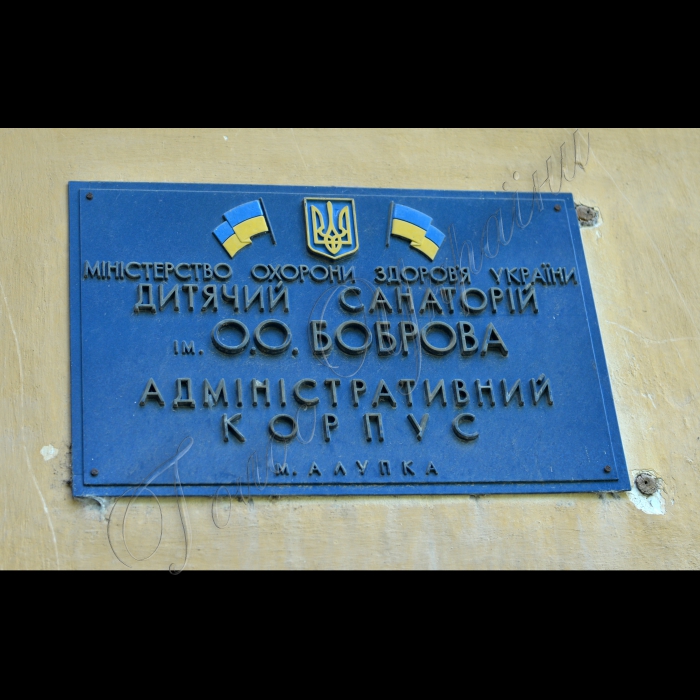 МІНІСТЕРСТВО ОХОРОНИ ЗДОРОВ'Я УКРАЇНИ
ДИТЯЧИЙ САНАТОРІЙ
ІМ. О.О. БОБРОВА
АДМІНІСТРАТИВНИЙ
КОРПУС
М. АЛУПКА